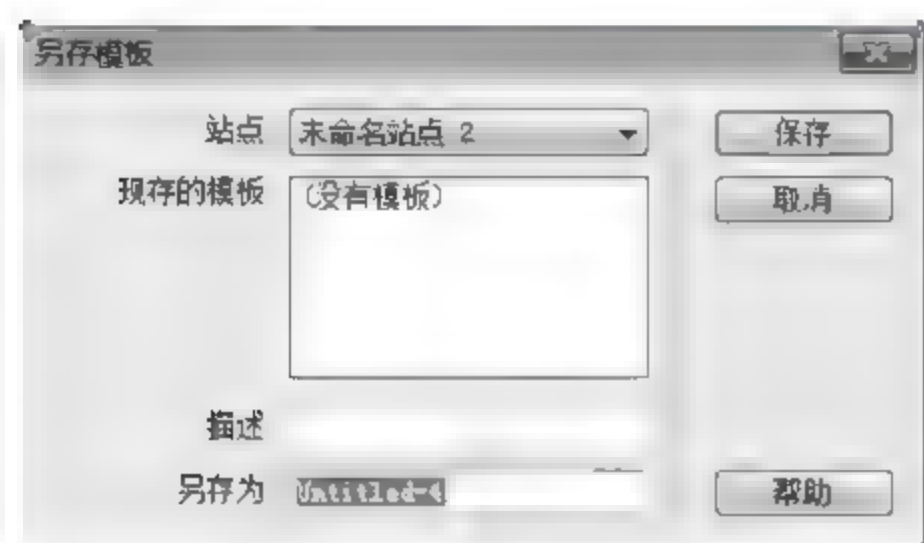 另存模板
站点 未命名站点 2 保存
现存的模板 (没有模板) 取消
描述
另存为 Untitled-4 帮助